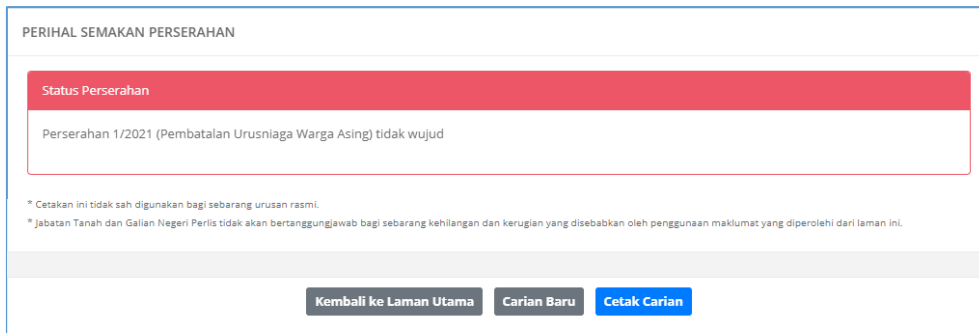 PERIHAL SEMAKAN PERSERAHAN
Status Perserahan
Perserahan 1/2021 (Pembatalan Urusniaga Warga Asing) tidak wujud
* Cetakan ini tidak sah digunakan bagi sebarang urusan rasmi.
* Jabatan Tanah dan Galian Negeri Perlis tidak akan bertanggungjawab bagi sebarang kehilangan dan kerugian yang disebabkan oleh penggunaan maklumat yang diperolehi dari laman ini.
Kembali ke Laman Utama Carian Baru Cetak Carian